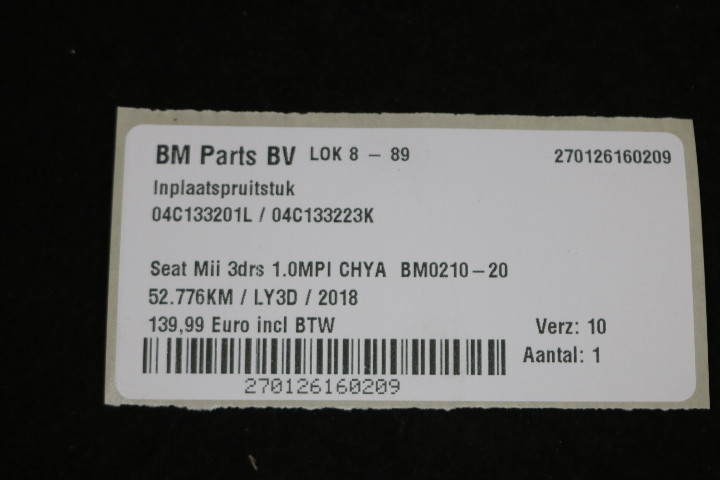 BM Parts BV LOK 8 - 89 270126160209
Inplaatspruitstuk
04C133201L / 04C133223K
Seat Mii 3drs 1.0MPI CHYA BM0210-20
52.776KM / LY3D / 2018
139,99 Euro incl BTW Verz: 10
Aantal: 1
270126160209